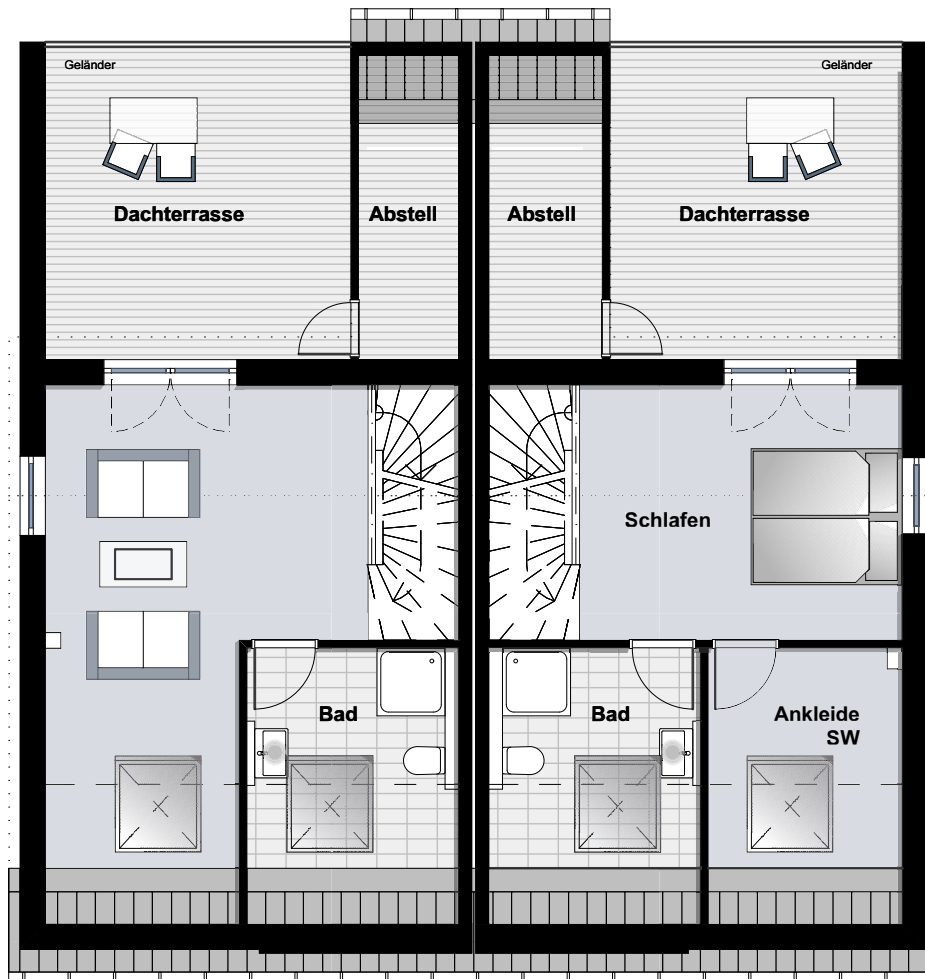 Geländer
Geländer
Dachterrasse
Abstell
Abstell
Dachterrasse
Schlafen
Bad
Bad
Ankleide
SW